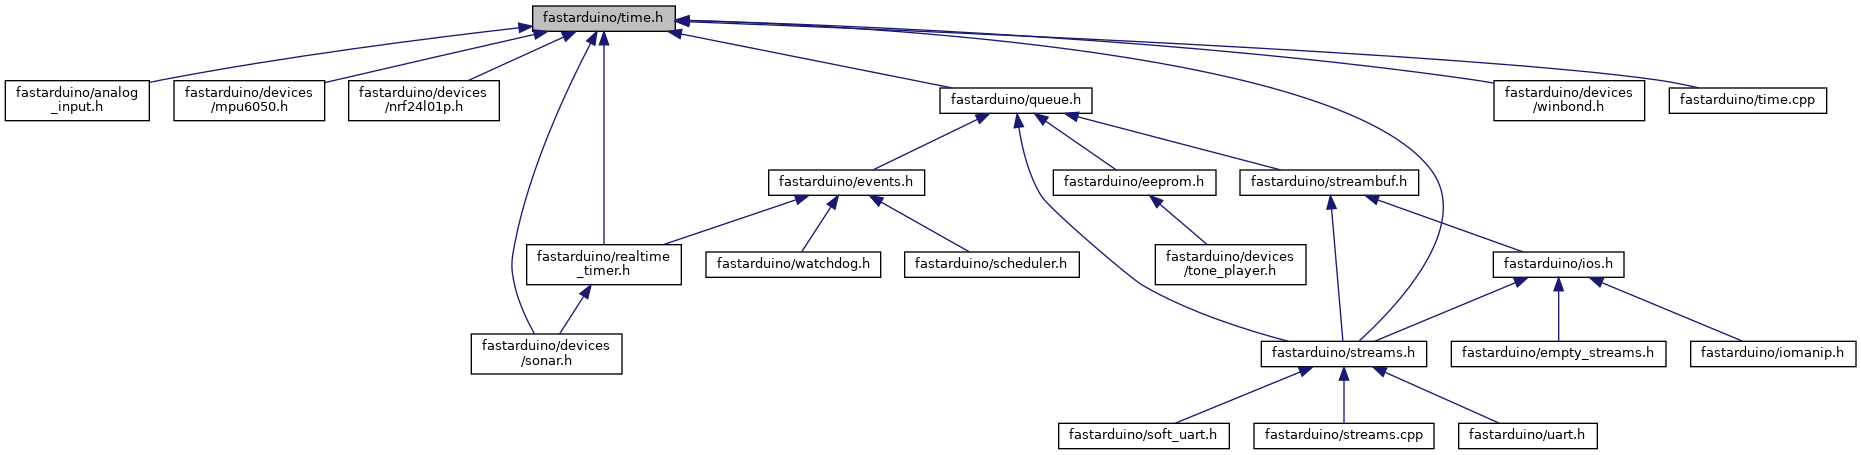 fastarduino/time.h
fastarduino/analog
_input.h
fastarduino/devices
/mpu6050.h
fastarduino/devices
/nrf24l01p.h
fastarduino/queue.h
fastarduino/devices
/winbond.h
fastarduino/time.cpp
fastarduino/events.h
fastarduino/eeprom.h
fastarduino/streambuf.h
fastarduino/realtime
_timer.h
fastarduino/watchdog.h
fastarduino/scheduler.h
fastarduino/devices
/tone_player.h
fastarduino/ios.h
fastarduino/devices
/sonar.h
fastarduino/streams.h
fastarduino/empty_streams.h
fastarduino/iomanip.h
fastarduino/soft_uart.h
fastarduino/streams.cpp
fastarduino/uart.h